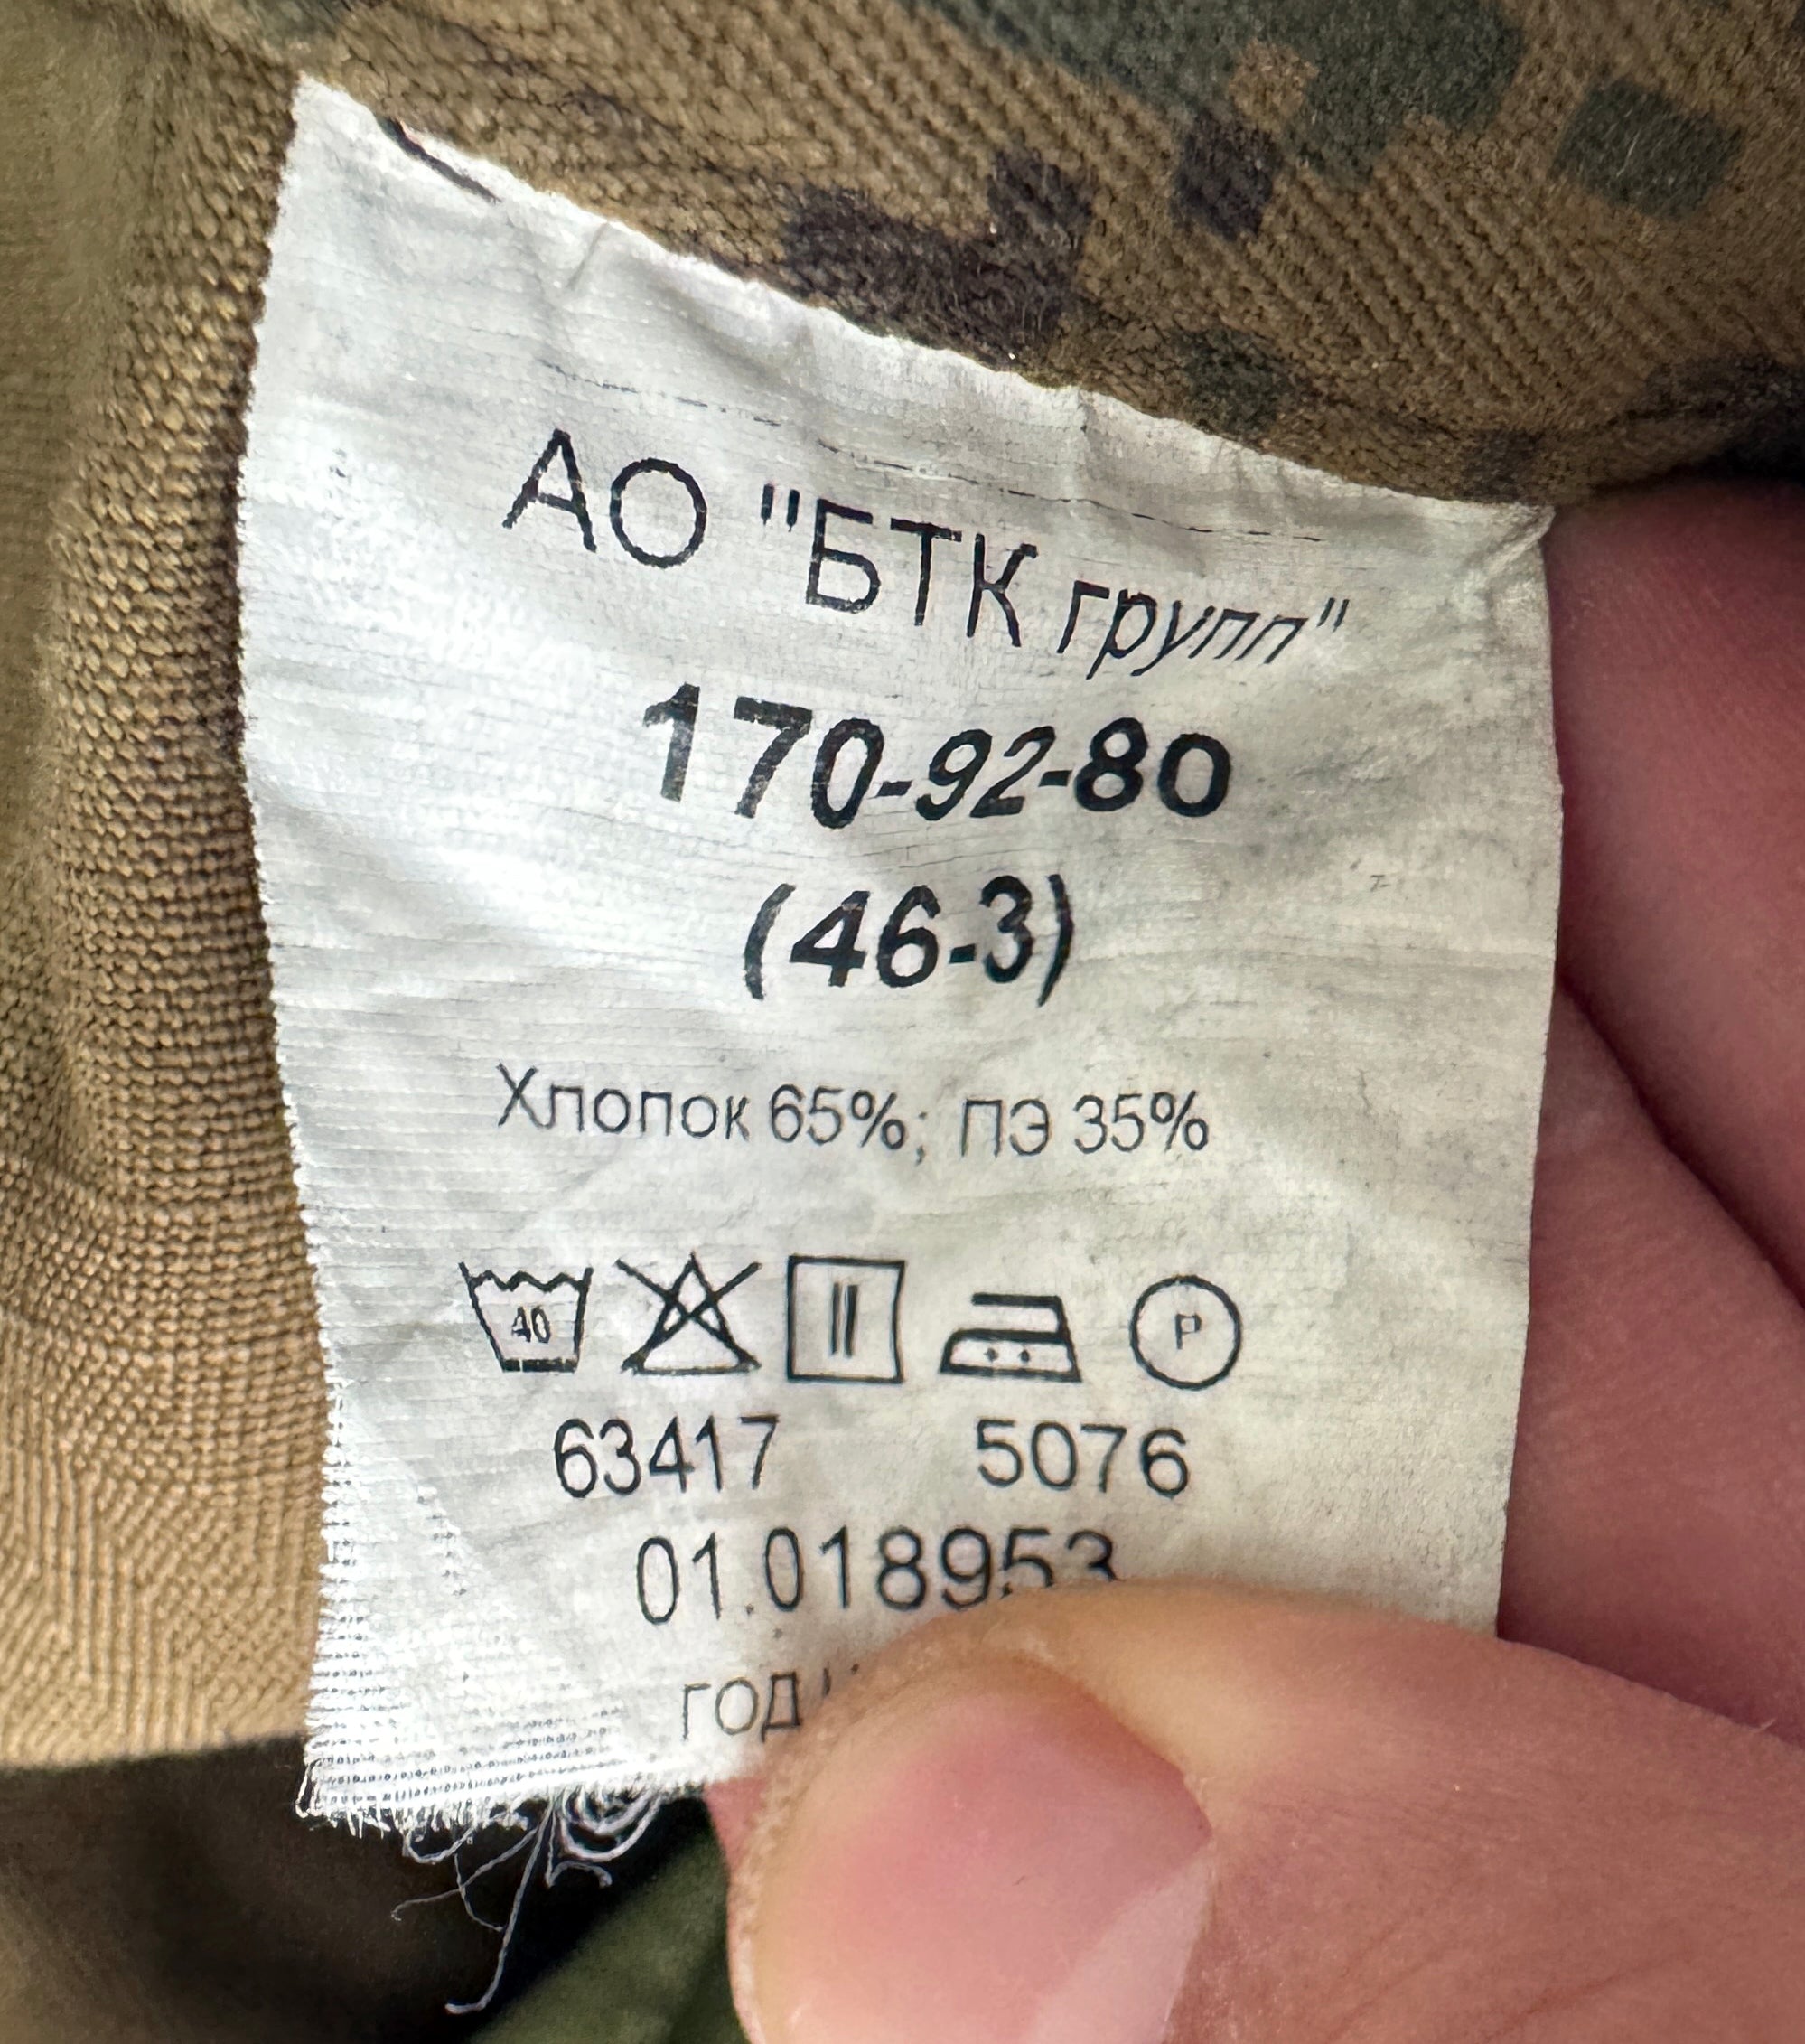 АО "БТК групп"
170-92-80
(46-3)
Хлопок 65%; ПЭ 35%
40 P
63417 5076
01.018953
год